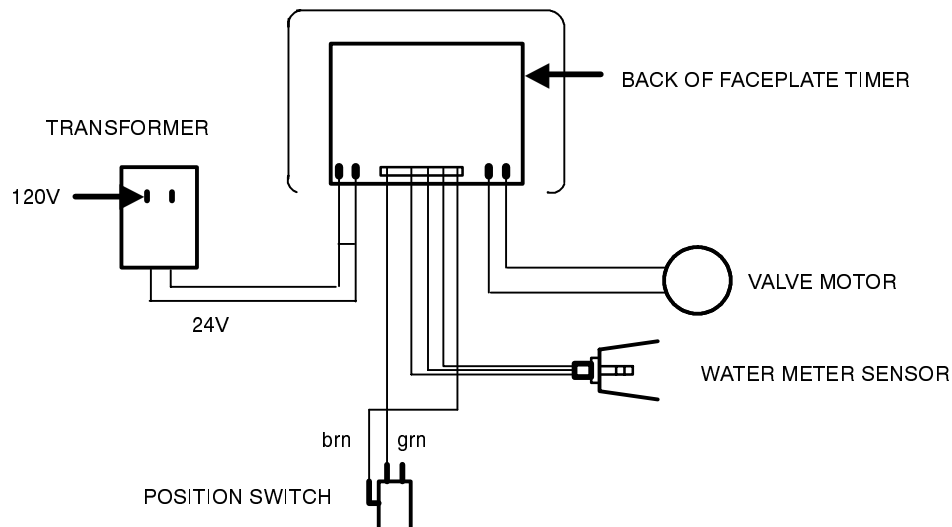 BACK OF FACEPLATE TIMER
TRANSFORMER
120V
VALVE MOTOR
24V
WATER METER SENSOR
brn
grn
POSITION SWITCH